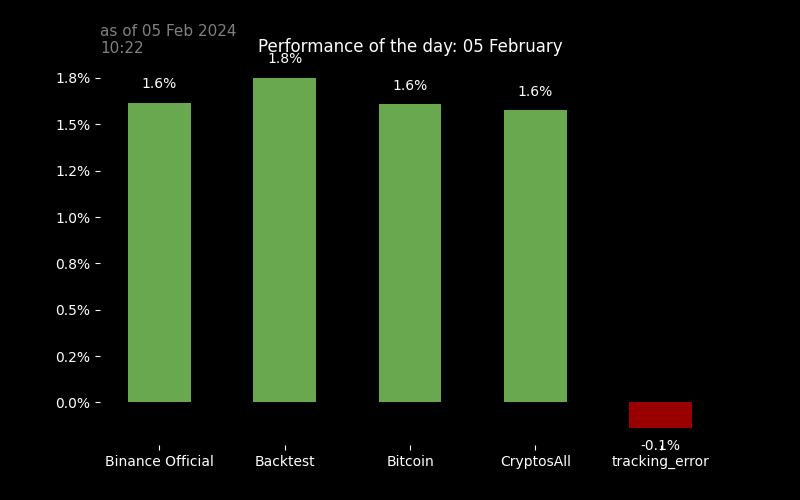 as of 05 Feb 2024
10:22
Performance of the day: 05 February
1.8%
1.5%
1.2%
1.0%
0.8%
0.5%
0.2%
0.0%
1.6%
1.8%
1.6%
1.6%
-0.1%
Binance Official
Backtest
Bitcoin
CryptosAll
tracking_error